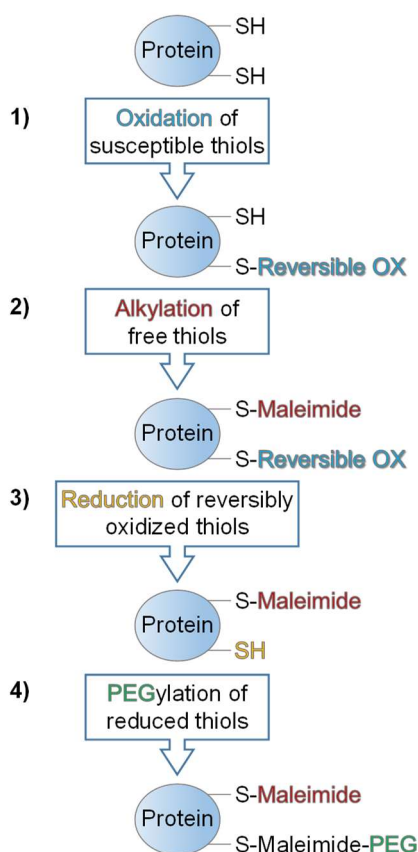 SH
Protein
SH
1)
Oxidation of
susceptible thiols
SH
Protein
S-Reversible OX
2)
Alkylation of
free thiols
S-Maleimide
Protein
S-Reversible OX
3)
Reduction of reversibly
oxidized thiols
S-Maleimide
Protein
SH
4)
PEGylation of
reduced thiols
S-Maleimide
Protein
S-Maleimide-PEG